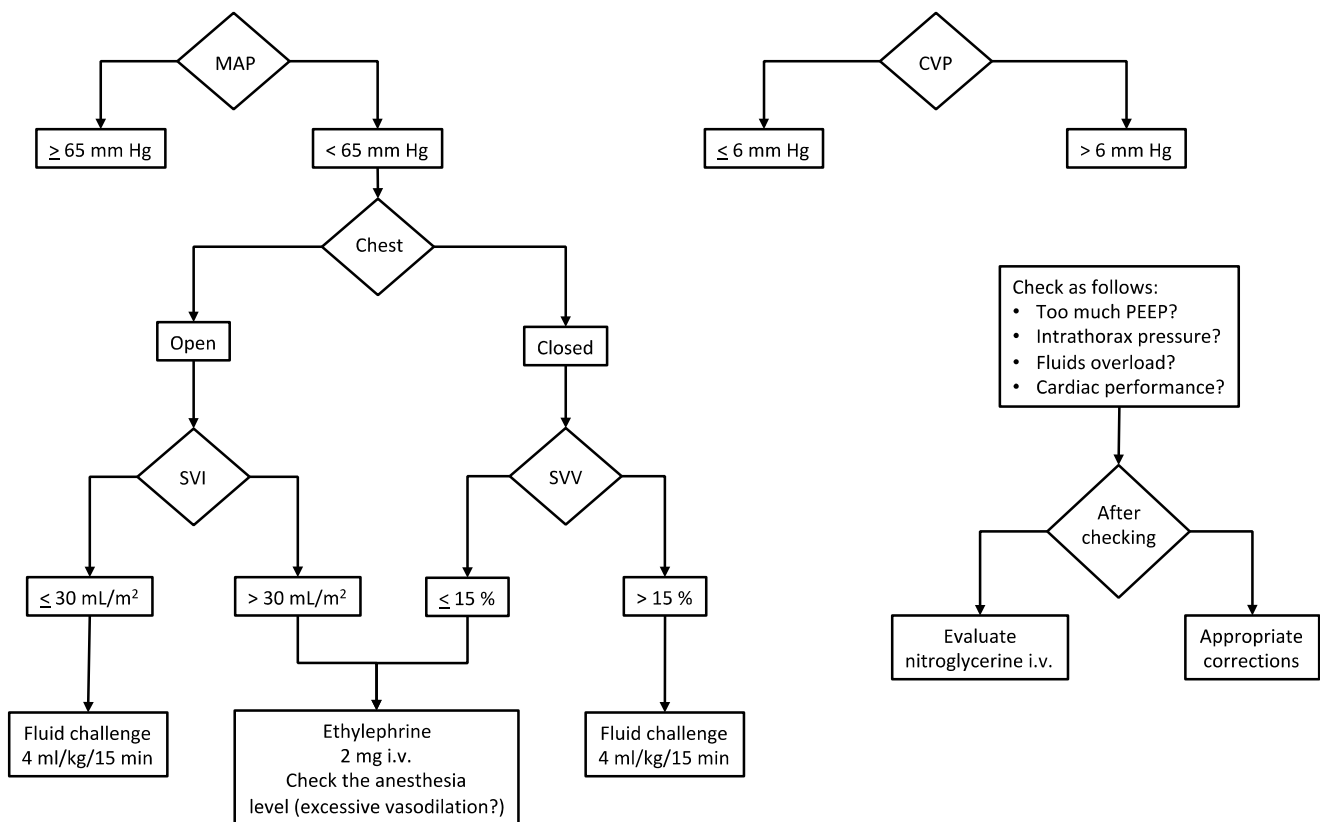 MAP
CVP
≥ 65 mm Hg
< 65 mm Hg
≤ 6 mm Hg
> 6 mm Hg
Chest
Check as follows:
• Too much PEEP?
• Intrathorax pressure?
• Fluids overload?
• Cardiac performance?
Open
Closed
SVI
SVV
After
checking
≤ 30 mL/m²
> 30 mL/m²
≤ 15 %
> 15 %
Evaluate
nitroglycerine i.v.
Appropriate
corrections
Fluid challenge
4 ml/kg/15 min
Ethylephrine
2 mg i.v.
Check the anesthesia
level (excessive vasodilation?)
Fluid challenge
4 ml/kg/15 min